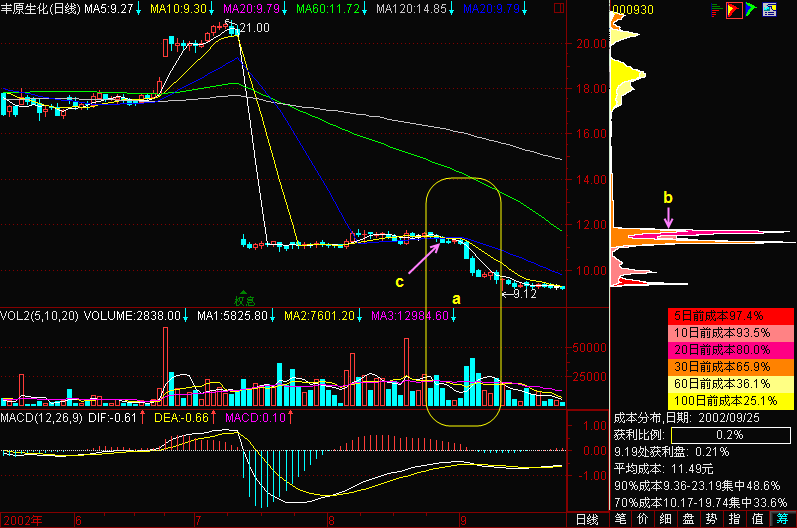 丰原生化(日线) MA5:9.27↓ MA10:9.30↓ MA20:9.79↓ MA60:11.72↓ MA120:14.85↓ MA20:9.79↓
000930
21.00
20.00
18.00
16.00
14.00
12.00
10.00
b
c
a
←9.12
权息
VOL2(5,10,20) VOLUME:2838.00↓ MA1:5825.80↓ MA2:7601.20↓ MA3:12984.60↓
50000
25000
MACD(12,26,9) DIF:-0.61↑ DEA:-0.66↑ MACD:0.10↑
1.00
0.00
-1.00
2002年 6 7 8 9 日线
5日前成本97.4%
10日前成本93.5%
20日前成本80.0%
30日前成本65.9%
60日前成本36.1%
100日前成本25.1%
成本分布,日期: 2002/09/25
获利比例: 0.2%
9.19处获利盘: 0.21%
平均成本: 11.49元
90%成本9.36-23.19集中48.6%
70%成本10.17-19.74集中33.6%
笔 价 细 盘 势 指 值 筹